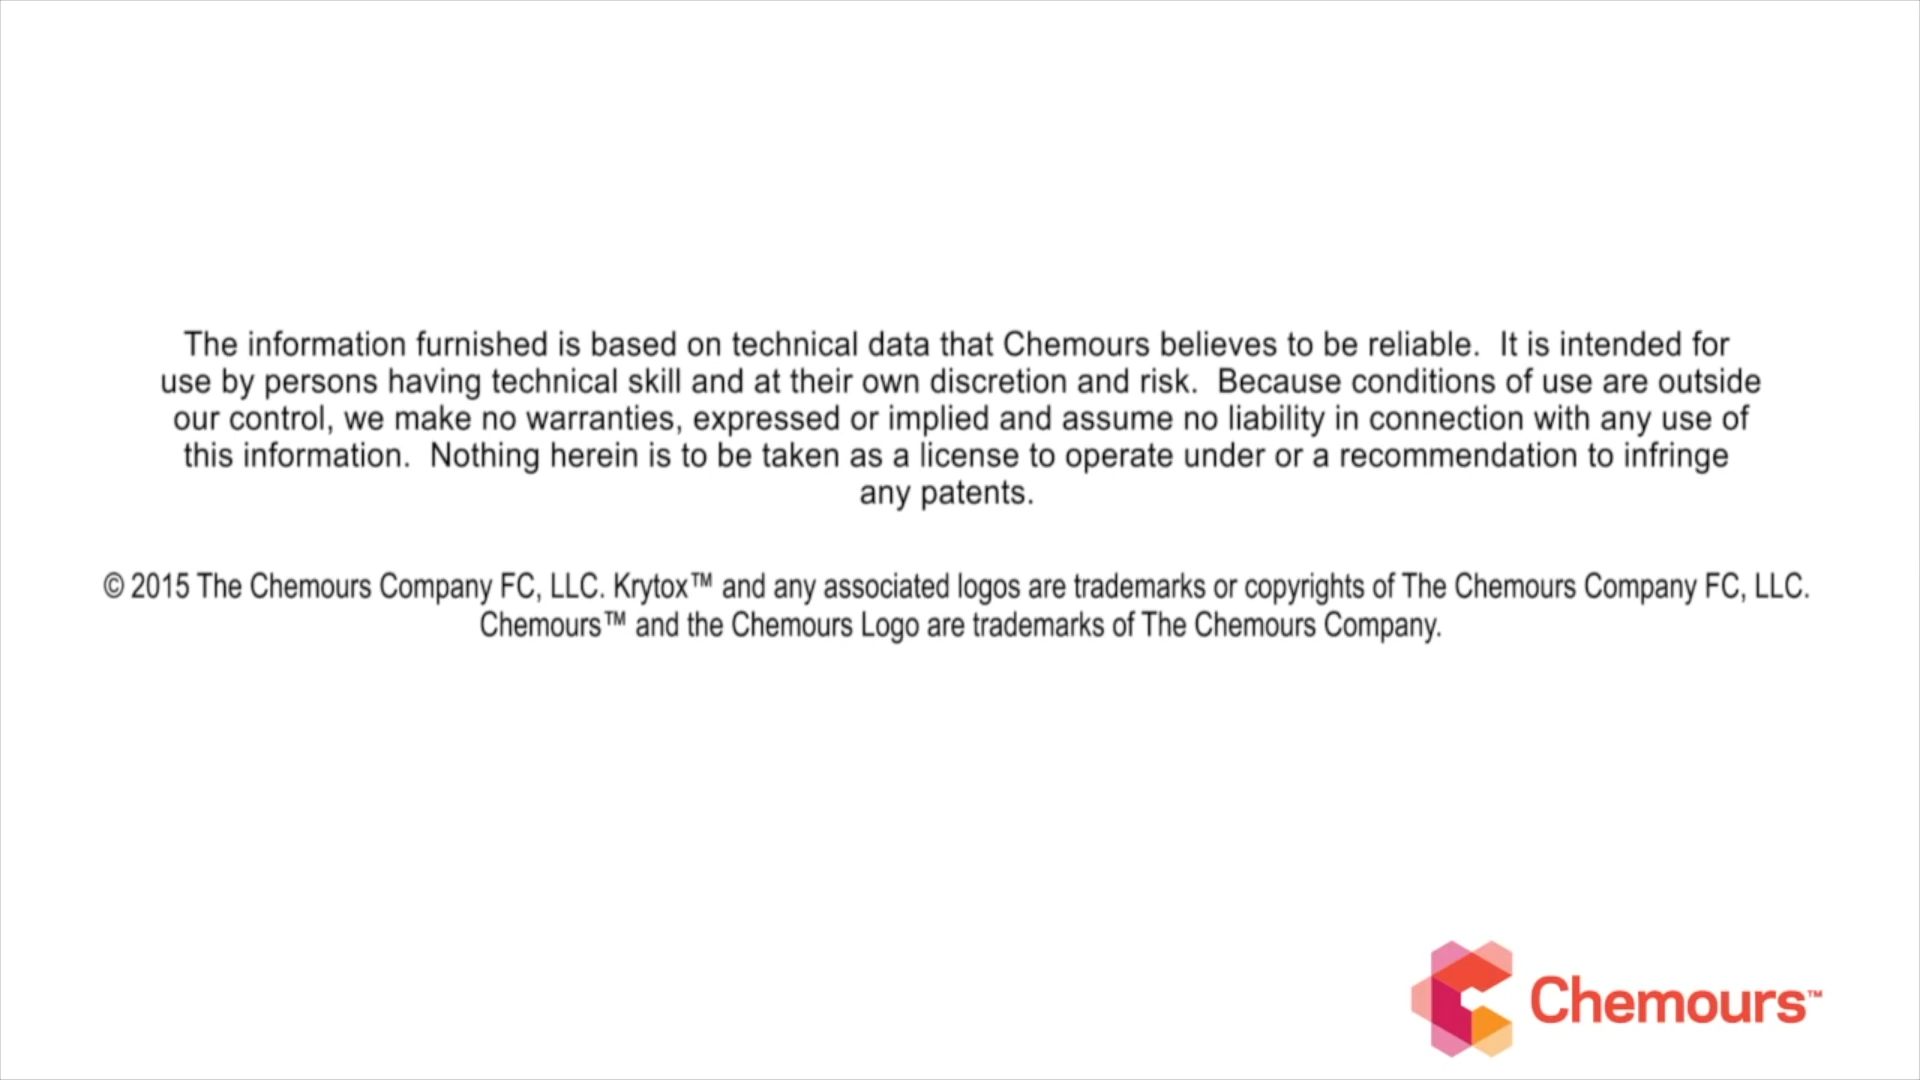 The information furnished is based on technical data that Chemours believes to be reliable.  It is intended for
use by persons having technical skill and at their own discretion and risk.  Because conditions of use are outside
our control, we make no warranties, expressed or implied and assume no liability in connection with any use of
this information.  Nothing herein is to be taken as a license to operate under or a recommendation to infringe
any patents.
© 2015 The Chemours Company FC, LLC. Krytox™ and any associated logos are trademarks or copyrights of The Chemours Company FC, LLC.
Chemours™ and the Chemours Logo are trademarks of The Chemours Company.
Chemours™